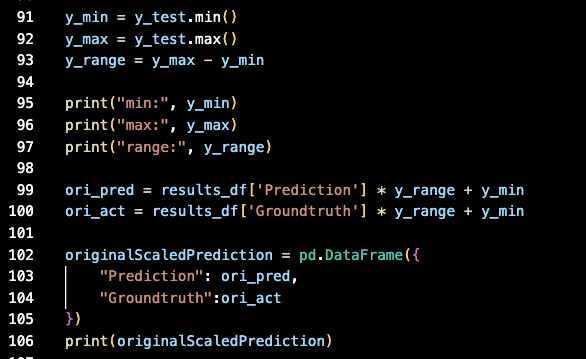 91 y_min = y_test.min()
92 y_max = y_test.max()
93 y_range = y_max - y_min
94
95 print("min:", y_min)
96 print("max:", y_max)
97 print("range:", y_range)
98
99 ori_pred = results_df['Prediction'] * y_range + y_min
100 ori_act = results_df['Groundtruth'] * y_range + y_min
101
102 originalScaledPrediction = pd.DataFrame({
103     "Prediction": ori_pred,
104     "Groundtruth":ori_act
105 })
106 print(originalScaledPrediction)